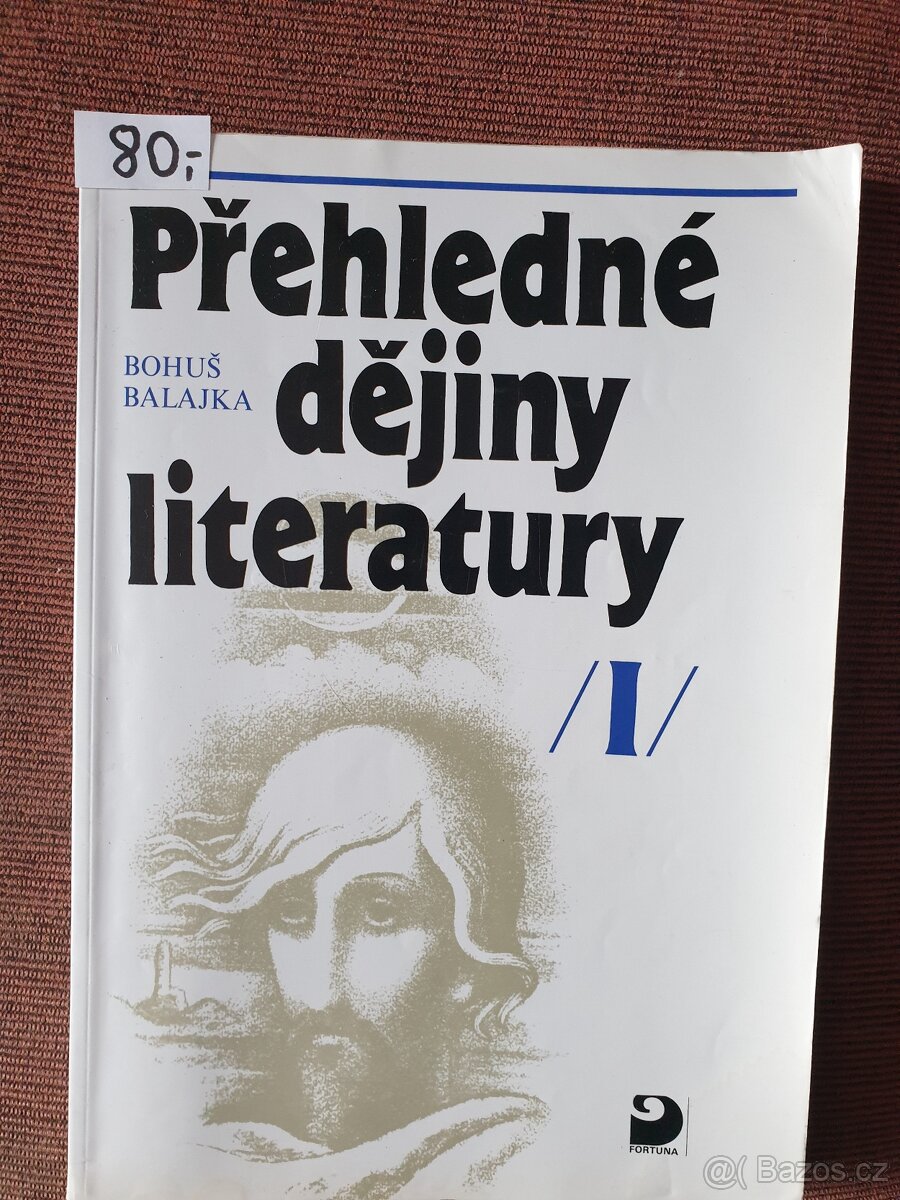 80,-
Přehledné
BOHUŠ
BALAJKA
dějiny
literatury
/I/
FORTUNA
@( Bazos.cz